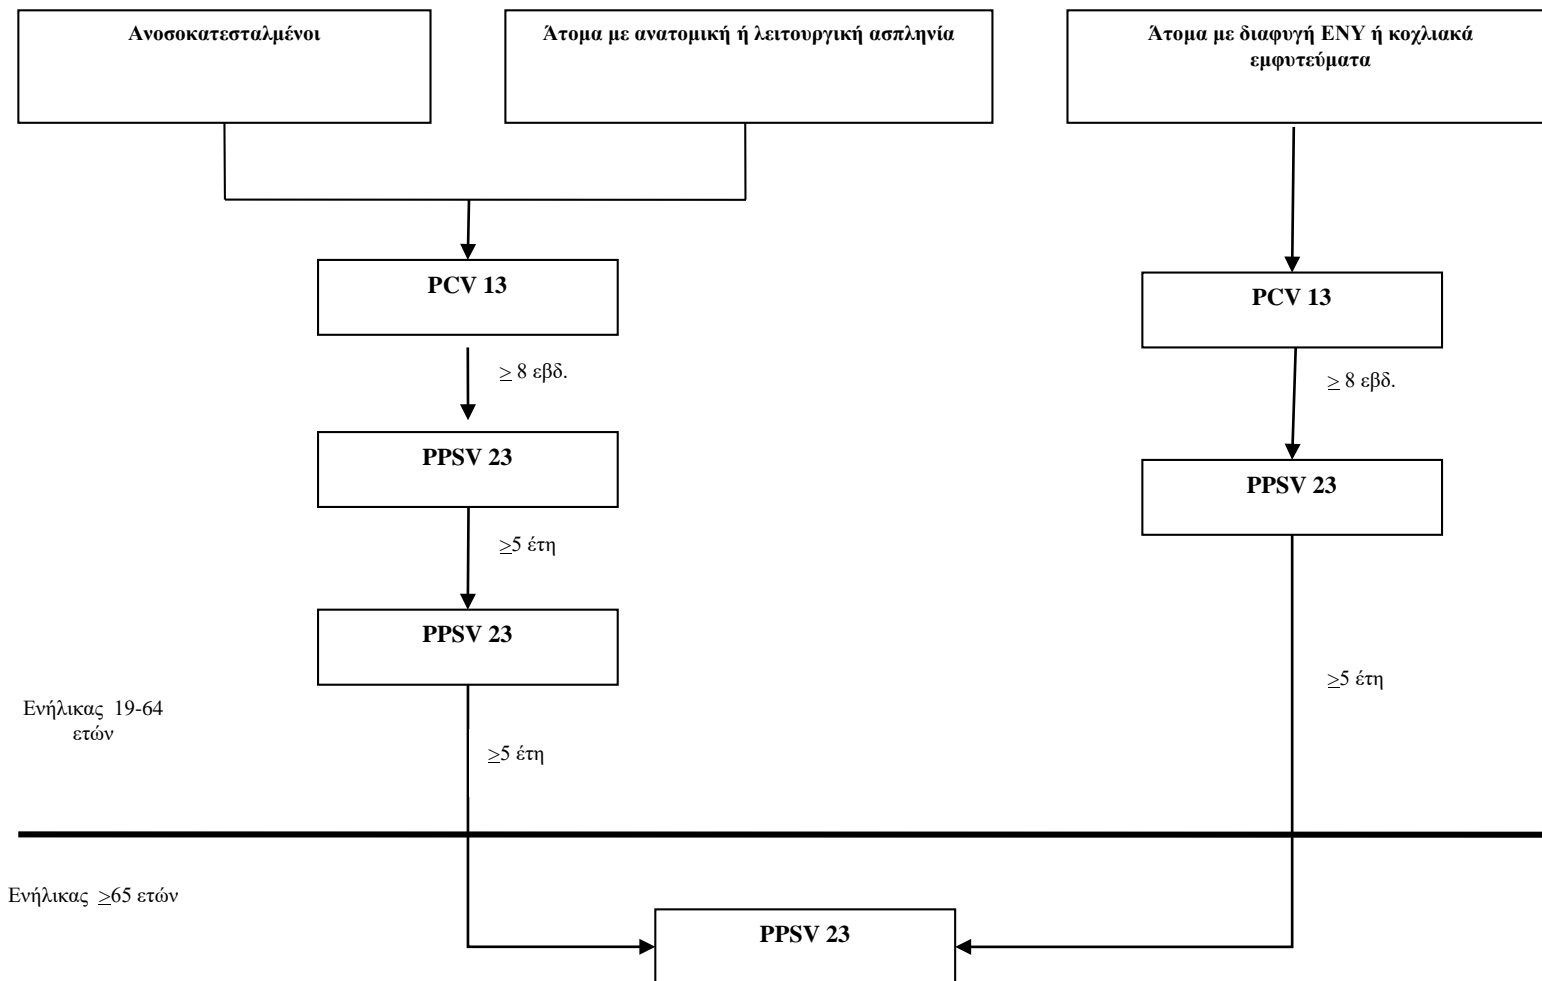 Ανοσοκατεσταλμένοι
Άτομα με ανατομική ή λειτουργική ασπληνία
Άτομα με διαφυγή ΕΝΥ ή κοχλιακά
εμφυτεύματα
PCV 13
PCV 13
≥ 8 εβδ.
≥ 8 εβδ.
PPSV 23
PPSV 23
≥5 έτη
PPSV 23
≥5 έτη
Ενήλικας 19-64
ετών
≥5 έτη
Ενήλικας ≥65 ετών
PPSV 23